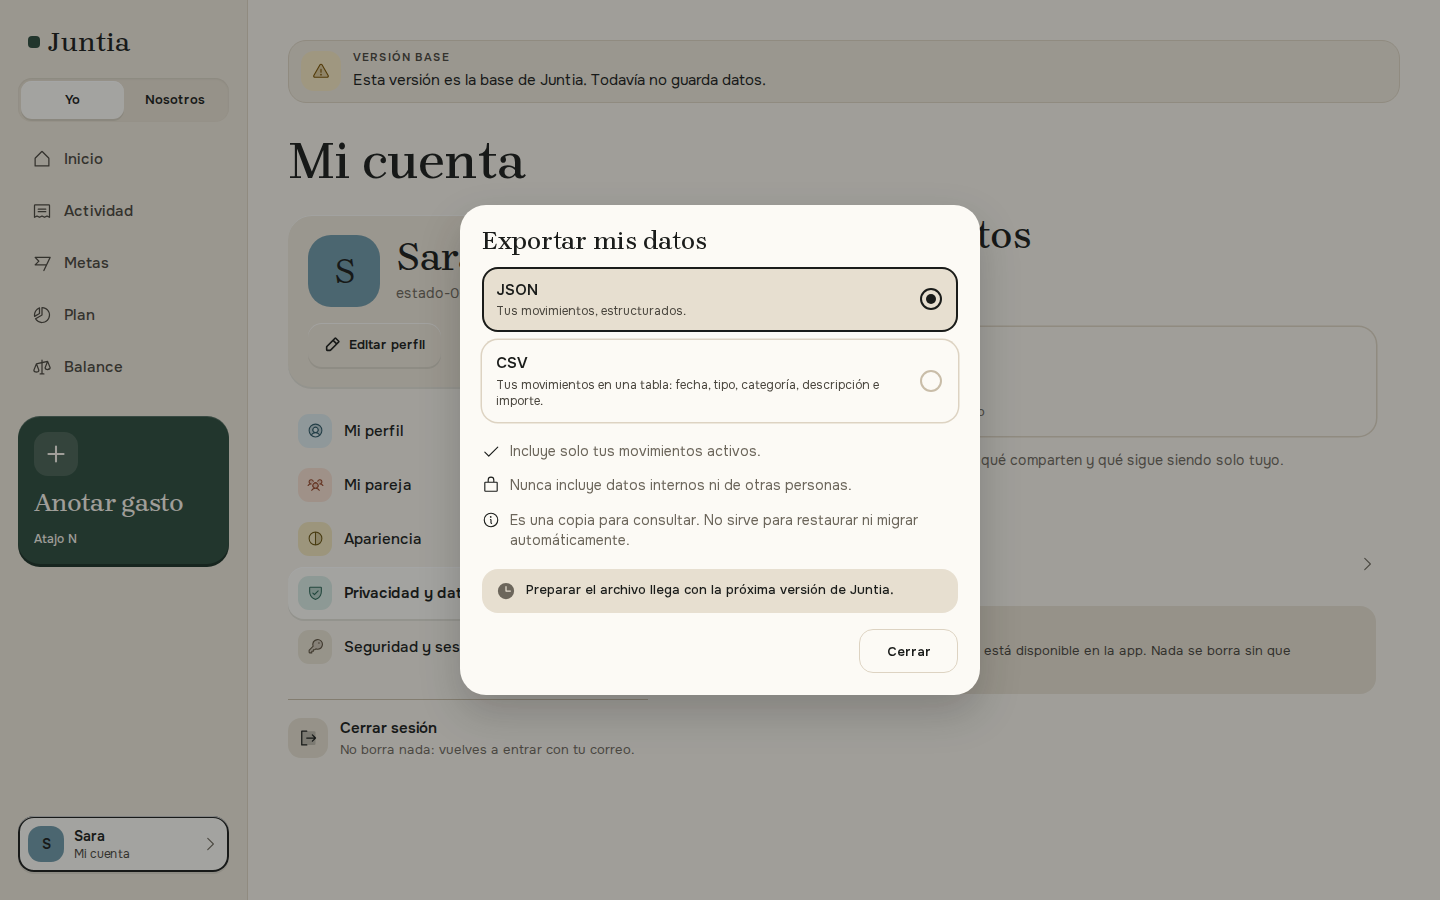 Juntia
Yo
Nosotros
Inicio
Actividad
Metas
Plan
Balance
Anotar gasto
Atajo N
S
Sara
Mi cuenta
VERSIÓN BASE
Esta versión es la base de Juntia. Todavía no guarda datos.
Mi cuenta
S
estado-0
Editar perfil
Mi perfil
Mi pareja
Apariencia
Privacidad y dat
Seguridad y ses
Cerrar sesión
No borra nada: vuelves a entrar con tu correo.
Exportar mis datos
JSON
Tus movimientos, estructurados.
CSV
Tus movimientos en una tabla: fecha, tipo, categoría, descripción e
importe.
Incluye solo tus movimientos activos.
Nunca incluye datos internos ni de otras personas.
Es una copia para consultar. No sirve para restaurar ni migrar
automáticamente.
Preparar el archivo llega con la próxima versión de Juntia.
Cerrar
tos
qué comparten y qué sigue siendo solo tuyo.
está disponible en la app. Nada se borra sin que